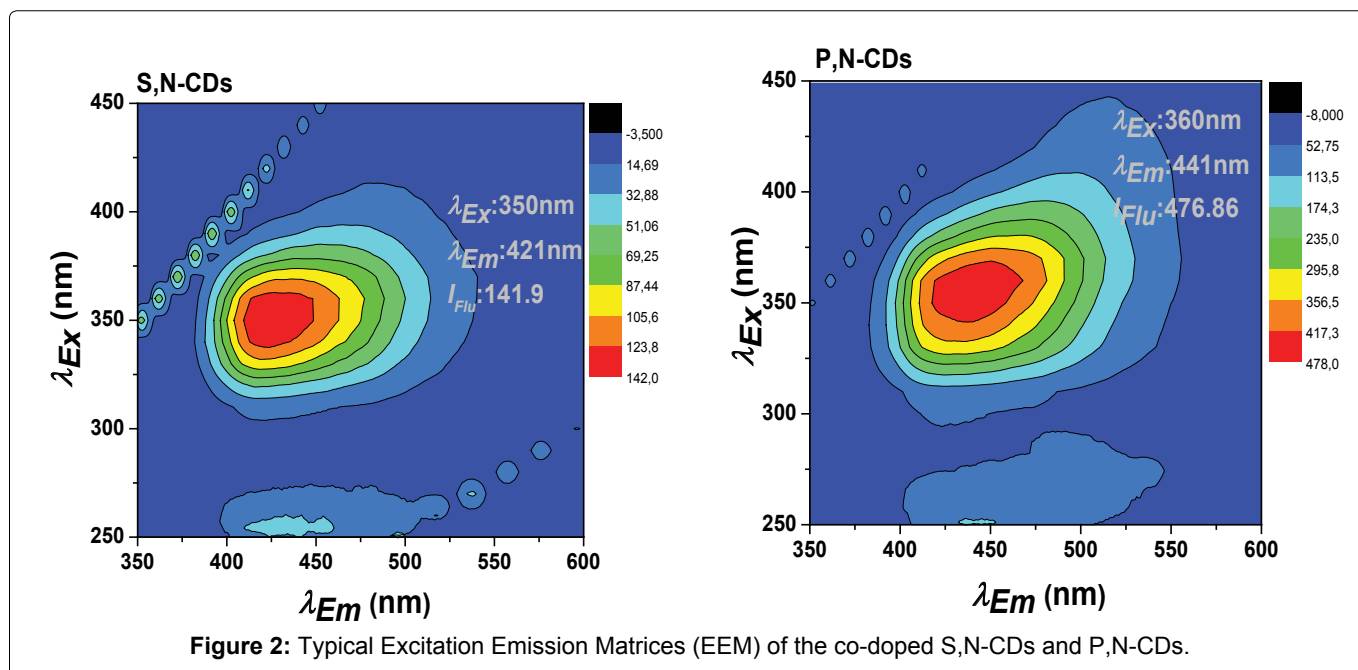 S,N-CDs
450
400
350
300
250
λEx (nm)
350 400 450 500 550 600
λEm (nm)
λEx:350nm
λEm:421nm
IFlu:141.9
-3,500
14,69
32,88
51,06
69,25
87,44
105,6
123,8
142,0
P,N-CDs
450
400
350
300
250
λEx (nm)
350 400 450 500 550 600
λEm (nm)
λEx:360nm
λEm:441nm
IFlu:476.86
-8,000
52,75
113,5
174,3
235,0
295,8
356,5
417,3
478,0
Figure 2: Typical Excitation Emission Matrices (EEM) of the co-doped S,N-CDs and P,N-CDs.